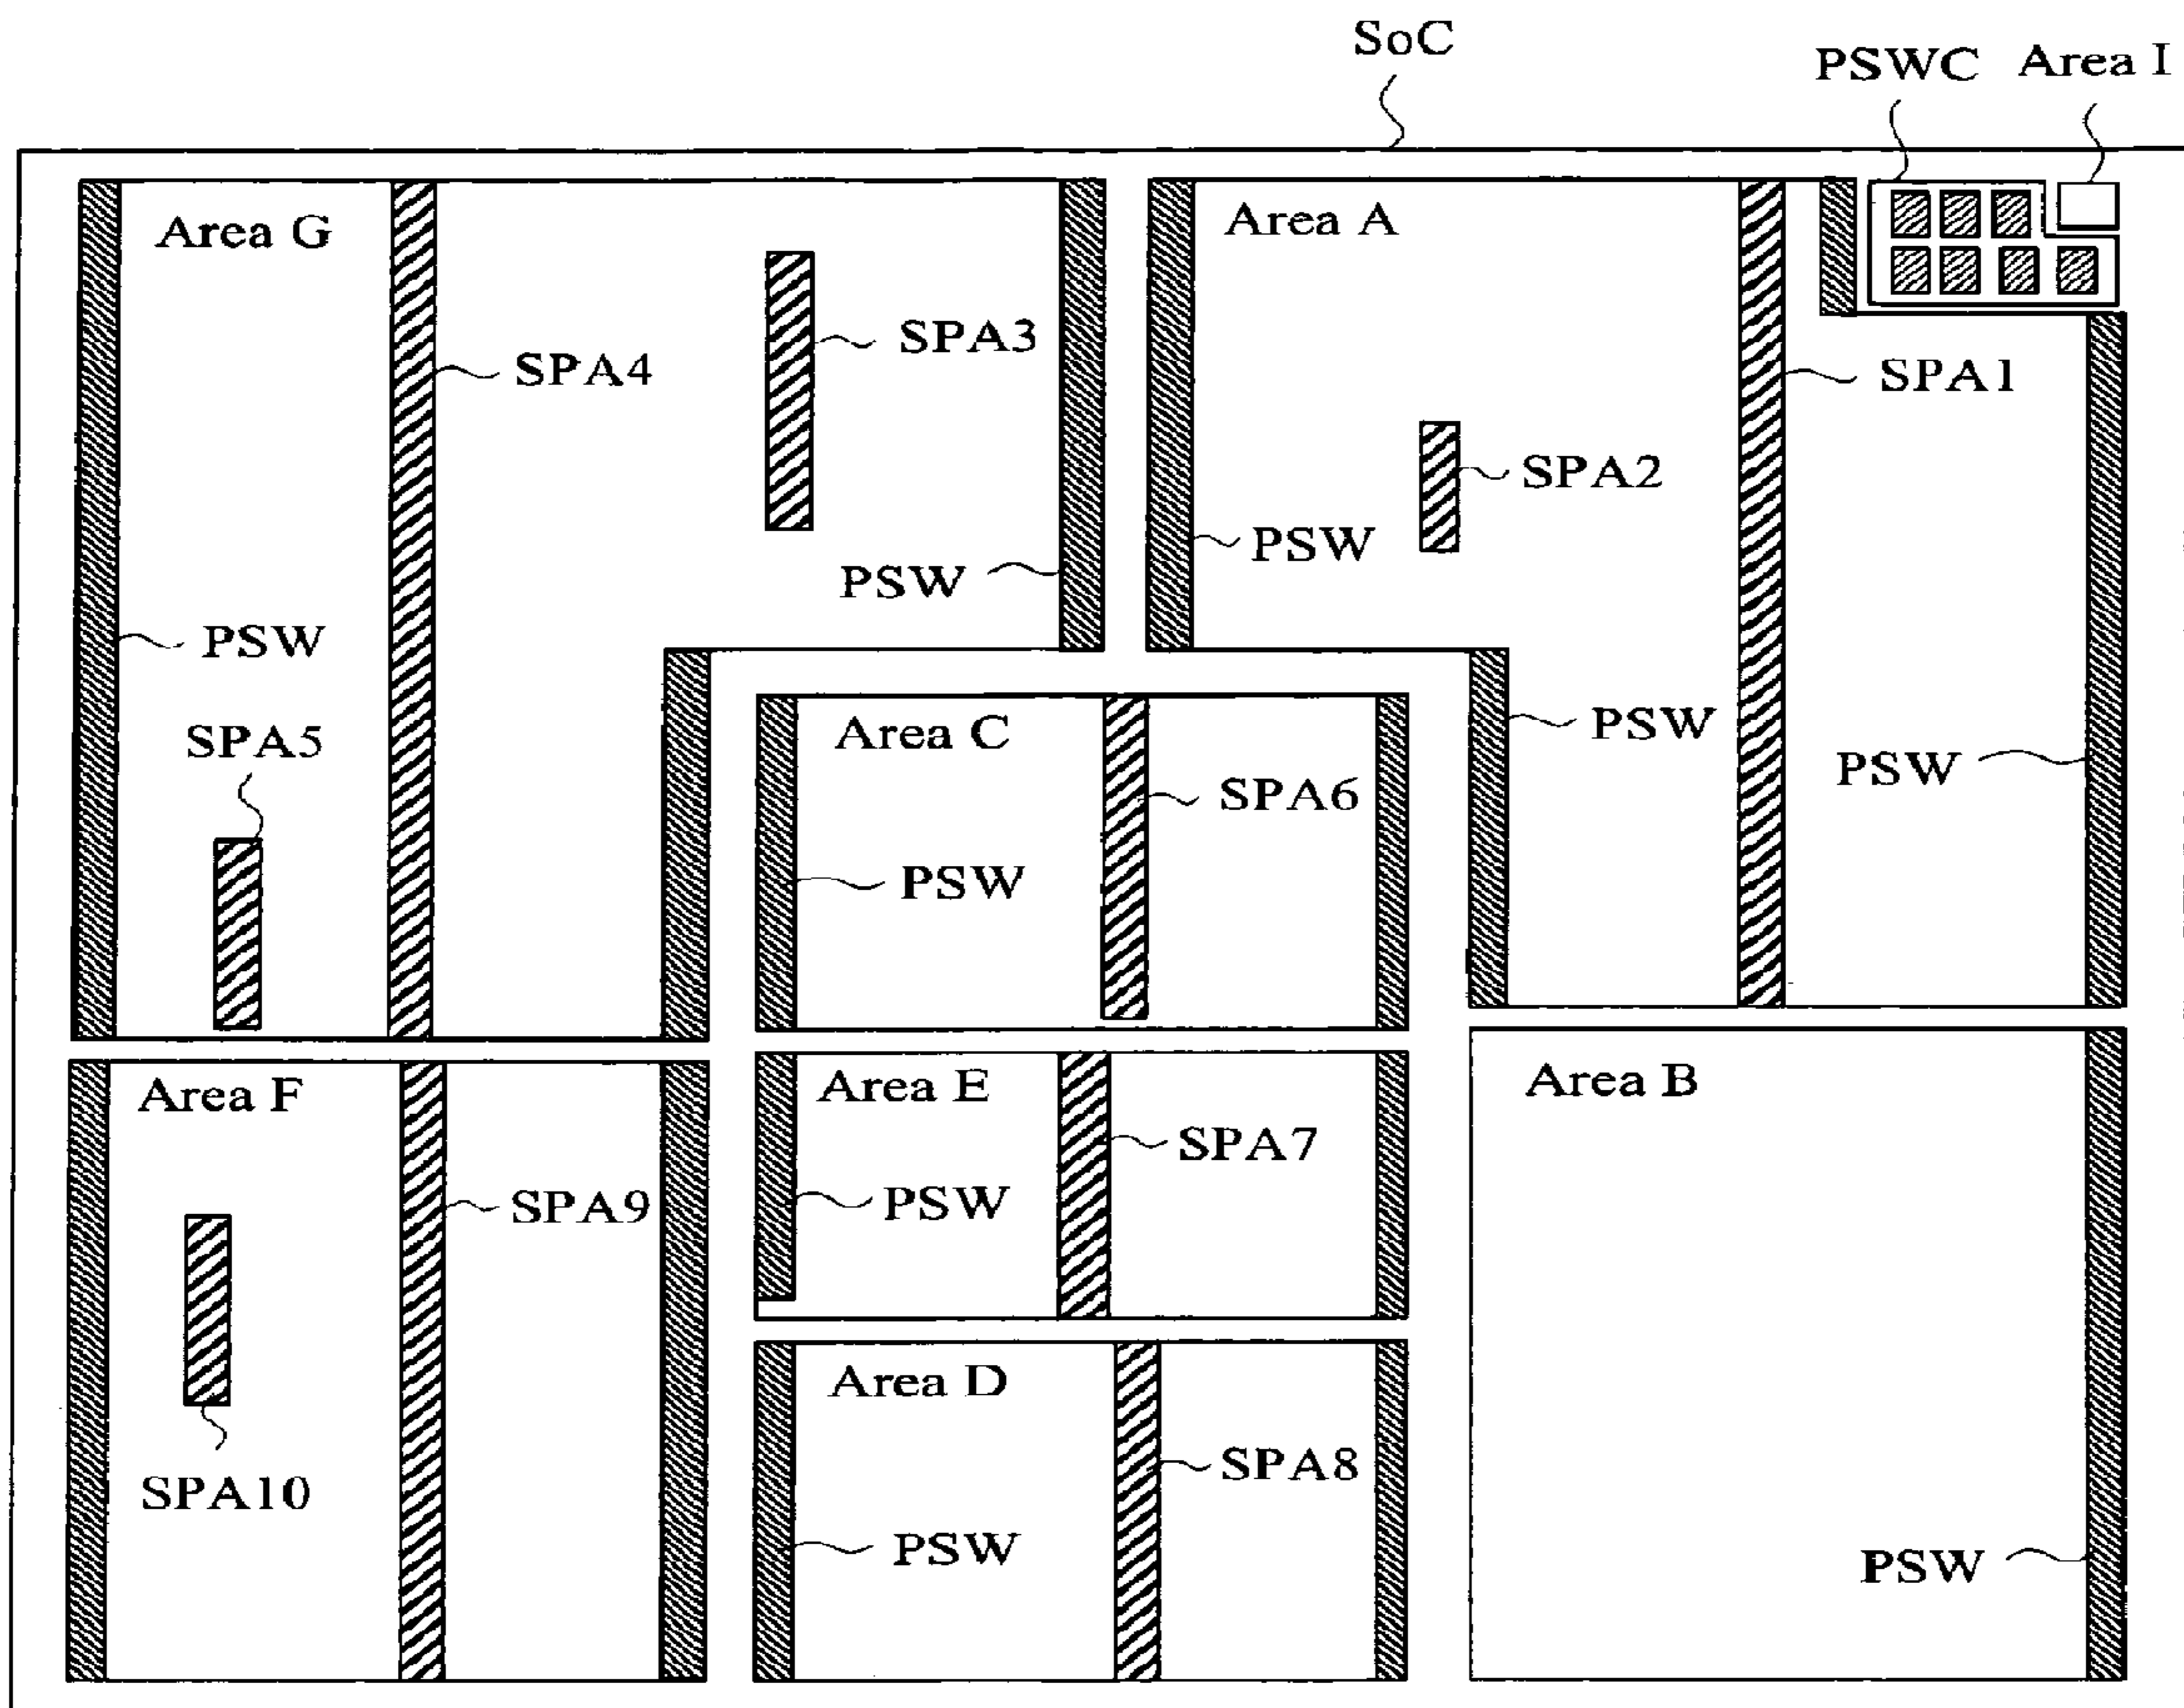 SoC
PSWC
Area I
Area G
Area A
SPA3
SPA4
SPA1
SPA2
PSW
PSW
PSW
SPA5
Area C
PSW
PSW
SPA6
PSW
Area F
Area E
Area B
SPA7
PSW
SPA9
Area D
SPA8
SPA10
PSW
PSW